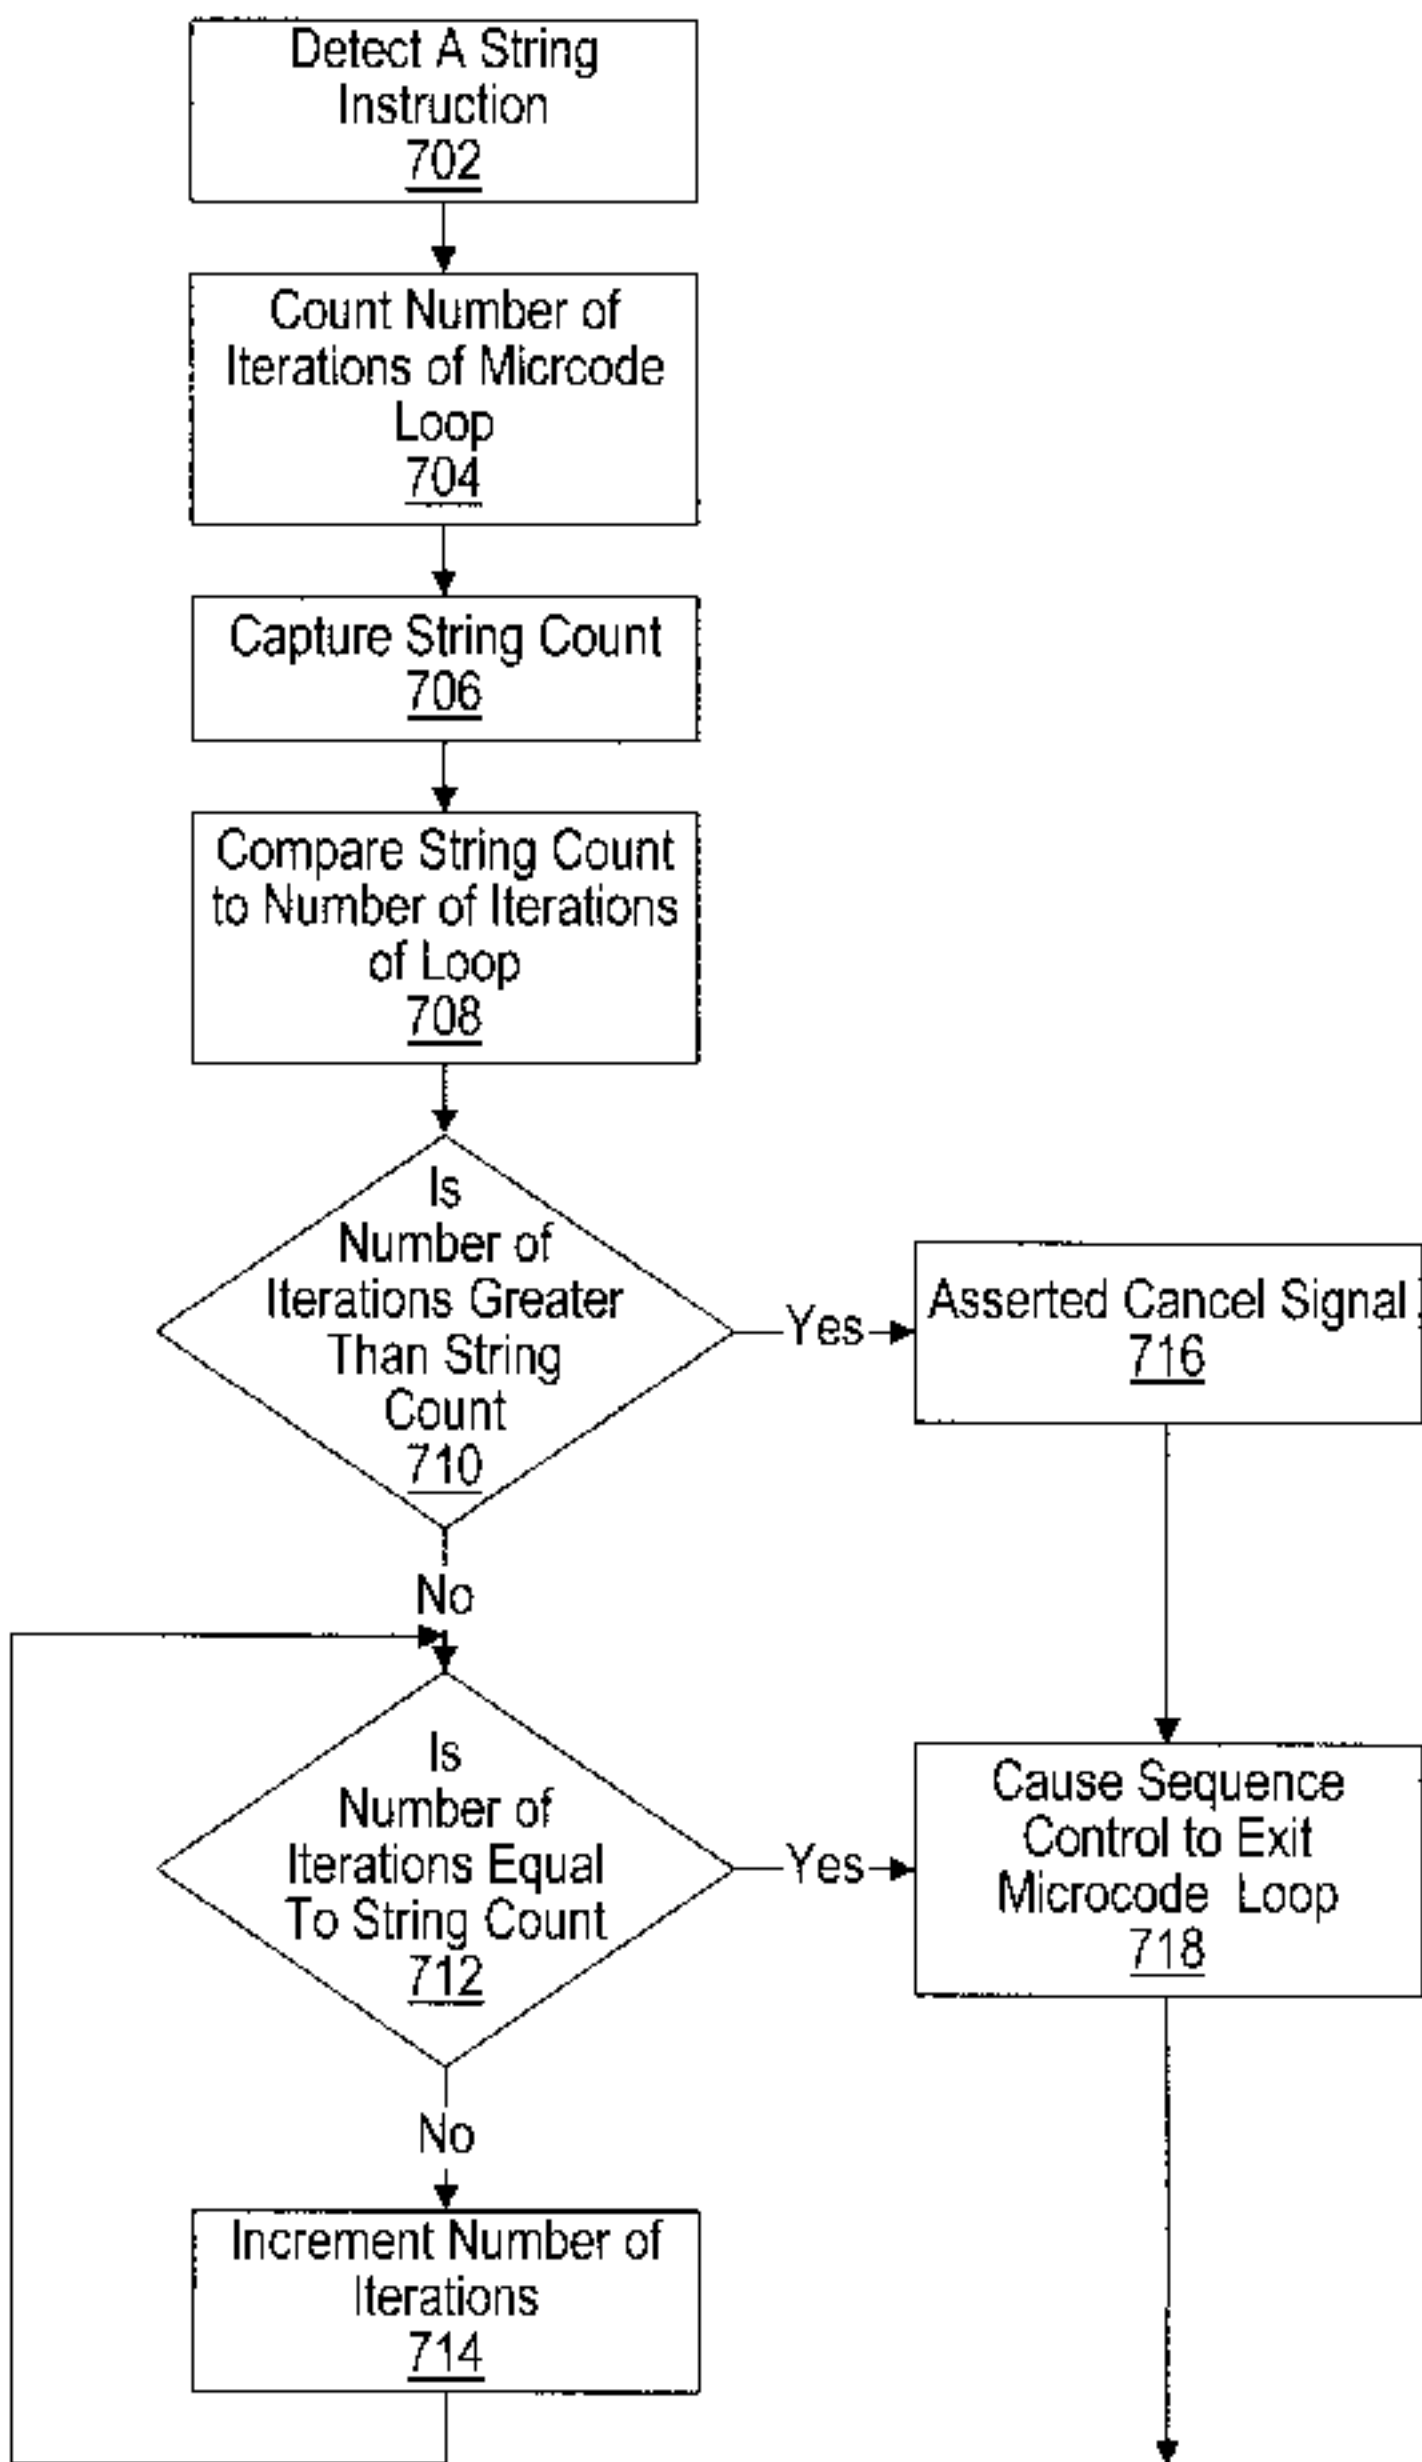 Detect A String
Instruction
702
Count Number of
Iterations of Micrcode
Loop
704
Capture String Count
706
Compare String Count
to Number of Iterations
of Loop
708
Is
Number of
Iterations Greater
Than String
Count
710
Yes
Asserted Cancel Signal
716
No
Is
Number of
Iterations Equal
To String Count
712
Yes
Cause Sequence
Control to Exit
Microcode Loop
718
No
Increment Number of
Iterations
714